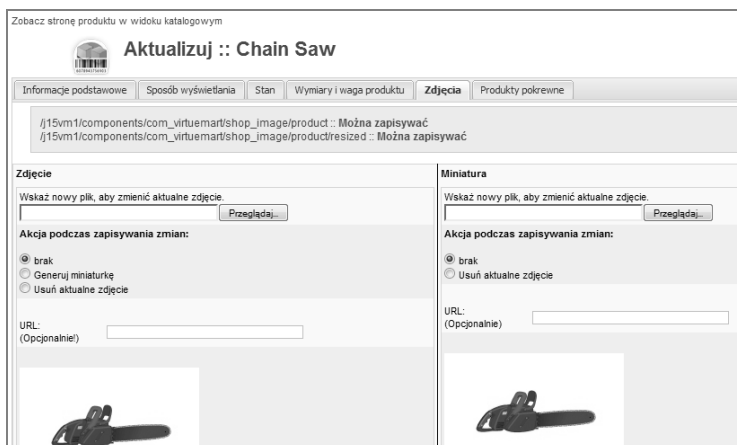 Zobacz stronę produktu w widoku katalogowym
Aktualizuj :: Chain Saw
Informacje podstawowe Sposób wyświetlania Stan Wymiary i waga produktu Zdjęcia Produkty pokrewne
/j15vm1/components/com_virtuemart/shop_image/product :: Można zapisywać
/j15vm1/components/com_virtuemart/shop_image/product/resized :: Można zapisywać
Zdjęcie
Wskaż nowy plik, aby zmienić aktualne zdjęcie.
Przeglądaj...
Akcja podczas zapisywania zmian:
brak
Generuj miniaturkę
Usuń aktualne zdjęcie
URL:
(Opcjonalnie!)
Miniatura
Wskaż nowy plik, aby zmienić aktualne zdjęcie.
Przeglądaj...
Akcja podczas zapisywania zmian:
brak
Usuń aktualne zdjęcie
URL:
(Opcjonalnie)